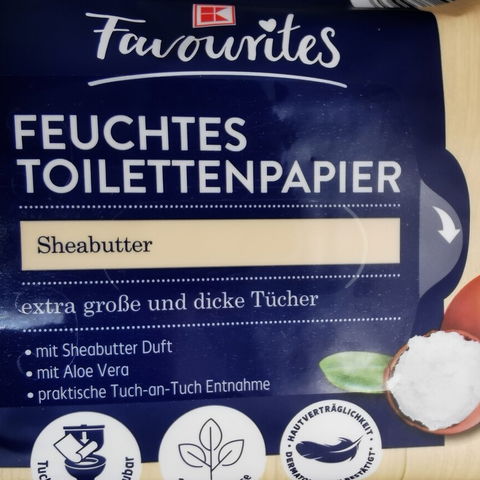 K
Favourites
FEUCHTES
TOILETTENPAPIER
Sheabutter
extra große und dicke Tücher
• mit Sheabutter Duft
• mit Aloe Vera
• praktische Tuch-an-Tuch Entnahme
• HAUTVERTRÄGLICHKEIT •